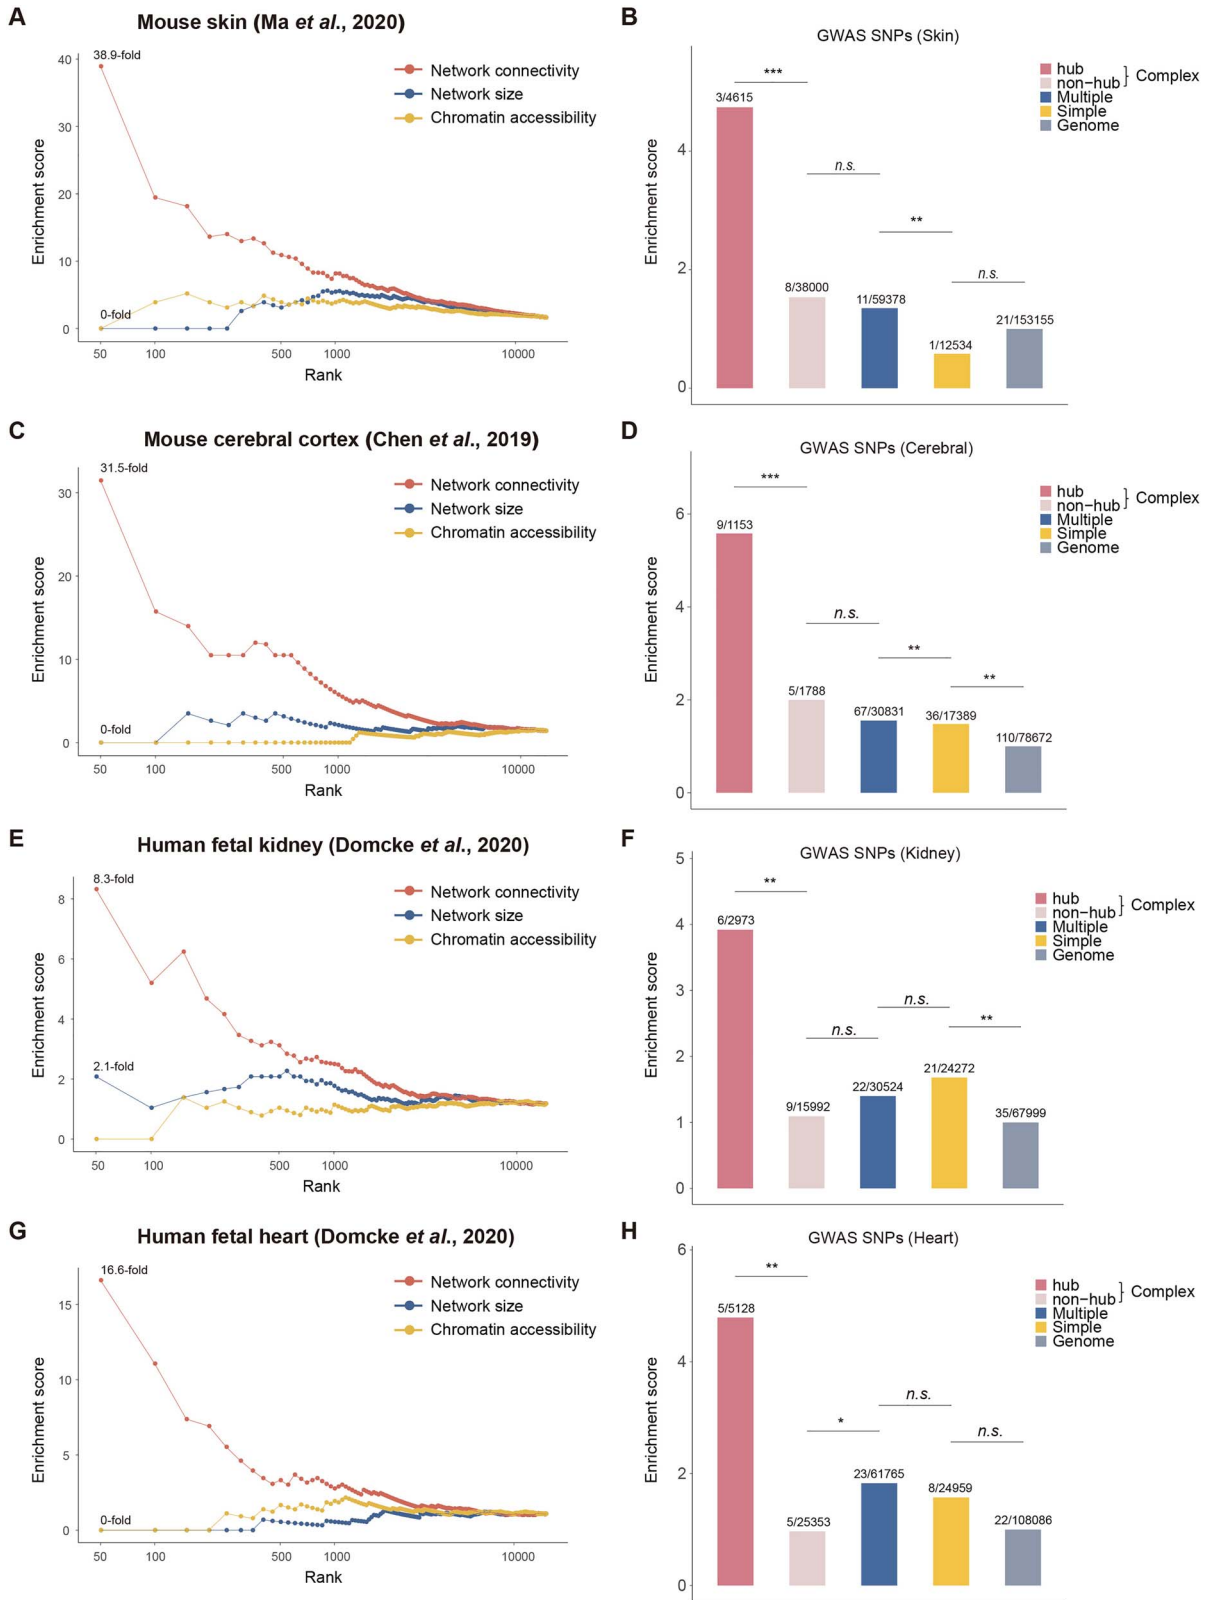 A
Mouse skin (Ma et al., 2020)
38.9-fold
0-fold
Enrichment score
40
30
20
10
0
50
100
500
1000
10000
Rank
Network connectivity
Network size
Chromatin accessibility
B
GWAS SNPs (Skin)
Enrichment score
4
2
0
3/4615
8/38000
11/59378
1/12534
21/153155
***
n.s.
**
n.s.
hub
non-hub
Complex
Multiple
Simple
Genome
C
Mouse cerebral cortex (Chen et al., 2019)
31.5-fold
0-fold
Enrichment score
30
20
10
0
50
100
500
1000
10000
Rank
Network connectivity
Network size
Chromatin accessibility
D
GWAS SNPs (Cerebral)
Enrichment score
6
4
2
0
9/1153
5/1788
67/30831
36/17389
110/78672
***
n.s.
**
**
hub
non-hub
Complex
Multiple
Simple
Genome
E
Human fetal kidney (Domcke et al., 2020)
8.3-fold
2.1-fold
Enrichment score
8
6
4
2
0
50
100
500
1000
10000
Rank
Network connectivity
Network size
Chromatin accessibility
F
GWAS SNPs (Kidney)
Enrichment score
5
4
3
2
1
0
6/2973
9/15992
22/30524
21/24272
35/67999
**
n.s.
n.s.
**
hub
non-hub
Complex
Multiple
Simple
Genome
G
Human fetal heart (Domcke et al., 2020)
16.6-fold
0-fold
Enrichment score
15
10
5
0
50
100
500
1000
10000
Rank
Network connectivity
Network size
Chromatin accessibility
H
GWAS SNPs (Heart)
Enrichment score
6
4
2
0
5/5128
5/25353
23/61765
8/24959
22/108086
**
*
n.s.
n.s.
hub
non-hub
Complex
Multiple
Simple
Genome